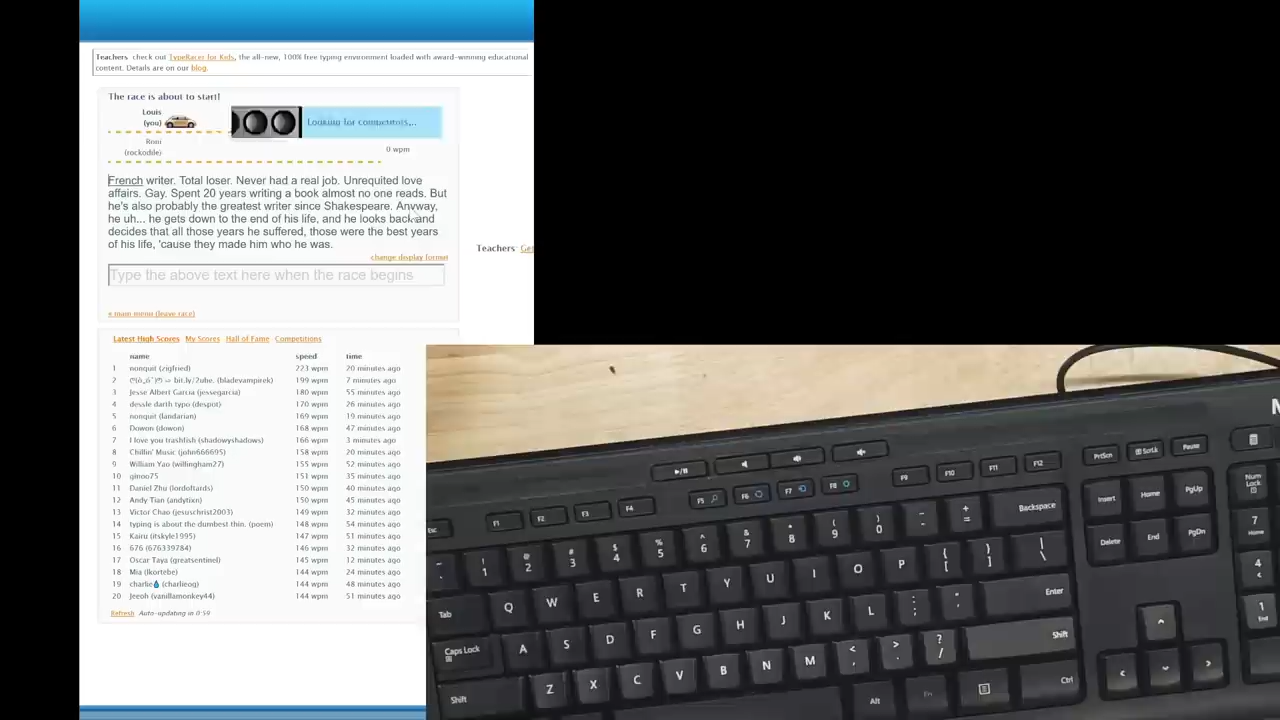 Teachers check out TypeRacer for Kids, the all-new, 100% free typing environment loaded with award-winning educational
content. Details are on our blog.
The race is about to start!
Louis
(you)
Looking for competitors...
(rockodile)
0 wpm
French writer. Total loser. Never had a real job. Unrequited love
affairs. Gay. Spent 20 years writing a book almost no one reads. But
he's also probably the greatest writer since Shakespeare. Anyway,
he uh... he gets down to the end of his life, and he looks back and
decides that all those years he suffered, those were the best years
of his life, 'cause they made him who he was.
change display format
Teachers
Type the above text here when the race begins
« main menu (leave race)
Latest High Scores My Scores Hall of Fame Competitions
name speed time
1 nonquit (zigfried) 223 wpm 20 minutes ago
2 bit.ly/2uhe. (bladevampirek) 199 wpm 7 minutes ago
3 Jesse Albert Garcia (jessegarcia) 180 wpm 55 minutes ago
4 dessle darth typo (despot) 170 wpm 26 minutes ago
5 nonquit (landarian) 169 wpm 19 minutes ago
6 Dowon (dowon) 168 wpm 47 minutes ago
7 I love you trashfish (shadowyshadows) 166 wpm 3 minutes ago
8 Chillin' Music (john666695) 158 wpm 20 minutes ago
9 William Yao (willingham27) 155 wpm 52 minutes ago
10 ginoo75 151 wpm 35 minutes ago
11 Daniel Zhu (lordoftards) 150 wpm 40 minutes ago
12 Andy Tian (andytixn) 150 wpm 45 minutes ago
13 Victor Chao (jesuschrist2003) 149 wpm 32 minutes ago
14 typing is about the dumbest thin. (poem) 148 wpm 54 minutes ago
15 Kairu (itskyle1995) 147 wpm 51 minutes ago
16 676 (676339784) 146 wpm 32 minutes ago
17 Oscar Taya (greatsentinel) 145 wpm 12 minutes ago
18 Mia (lkortebe) 144 wpm 24 minutes ago
19 charlie (charlieog) 144 wpm 48 minutes ago
20 Jeeoh (vanillamonkey44) 144 wpm 51 minutes ago
Refresh Auto-updating in 0:59
Esc F1 F2 F3 F4 F5 F6 F7 F8 F9 F10 F11 F12 PrtScn ScrLk Pause
~ ! 1 @ 2 # 3 $ 4 % 5 ^ 6 & 7 * 8 ( 9 ) 0 - + = Backspace Insert Home PgUp Num Lock
Tab Q W E R T Y U I O P { [ } ] | \ Delete End PgDn 7 Home
Caps Lock A S D F G H J K L : ; " ' Enter 4
Shift Z X C V B N M < , > . ? / Shift 1 End
Alt Fn Ctrl